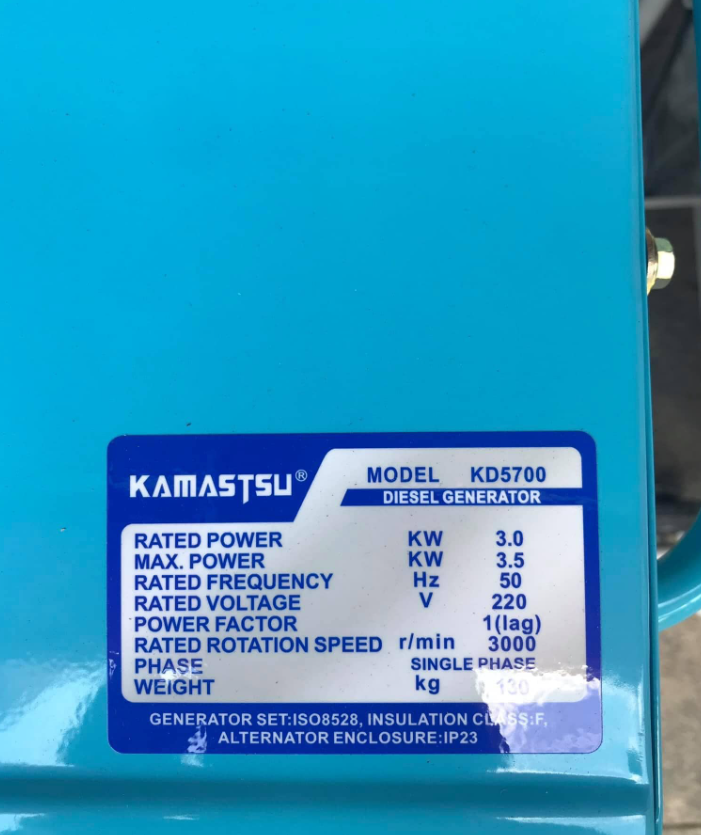 KAMASTSU®
MODEL KD5700
DIESEL GENERATOR
RATED POWER KW 3.0
MAX. POWER KW 3.5
RATED FREQUENCY Hz 50
RATED VOLTAGE V 220
POWER FACTOR 1(lag)
RATED ROTATION SPEED r/min 3000
PHASE SINGLE PHASE
WEIGHT kg 130
GENERATOR SET:ISO8528, INSULATION CLASS:F,
ALTERNATOR ENCLOSURE:IP23